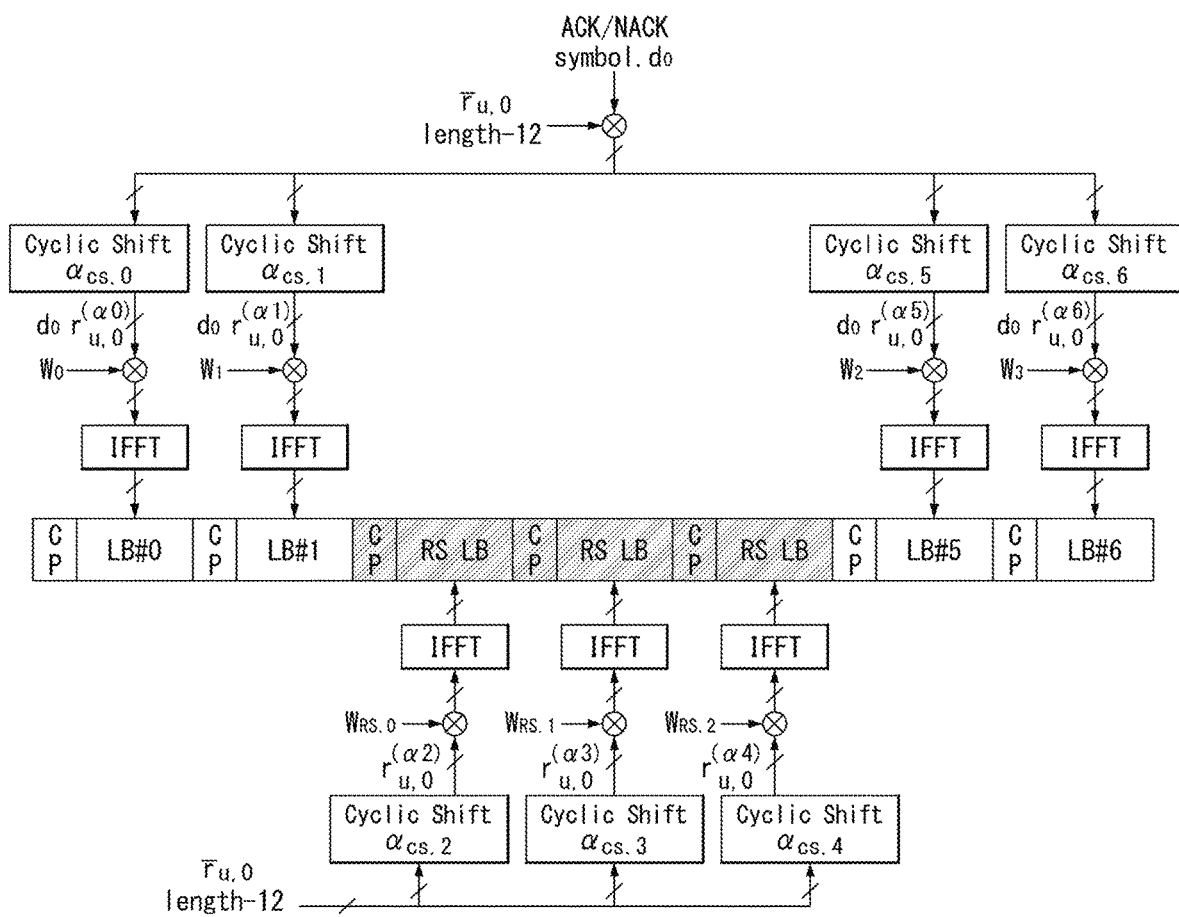 ACK/NACK
symbol.d0
r̅u,0
length-12
Cyclic Shift
αcs.0
Cyclic Shift
αcs.1
Cyclic Shift
αcs.5
Cyclic Shift
αcs.6
d0 r(α0)u,0
d0 r(α1)u,0
d0 r(α5)u,0
d0 r(α6)u,0
W0
W1
W2
W3
IFFT
IFFT
IFFT
IFFT
CP
LB#0
CP
LB#1
CP
RS LB
CP
RS LB
CP
RS LB
CP
LB#5
CP
LB#6
IFFT
IFFT
IFFT
WRS.0
WRS.1
WRS.2
r(α2)u,0
r(α3)u,0
r(α4)u,0
Cyclic Shift
αcs.2
Cyclic Shift
αcs.3
Cyclic Shift
αcs.4
r̅u,0
length-12